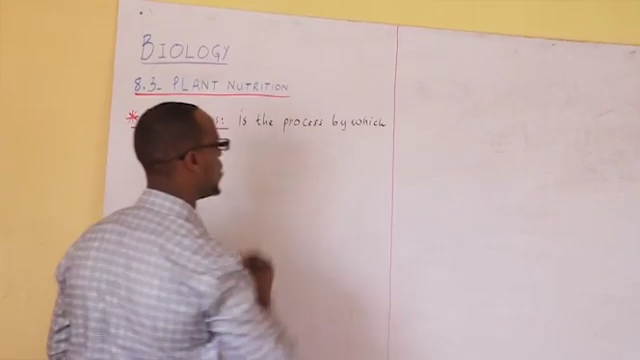 BIOLOGY
8.3- PLANT NUTRITION
* is the process by which